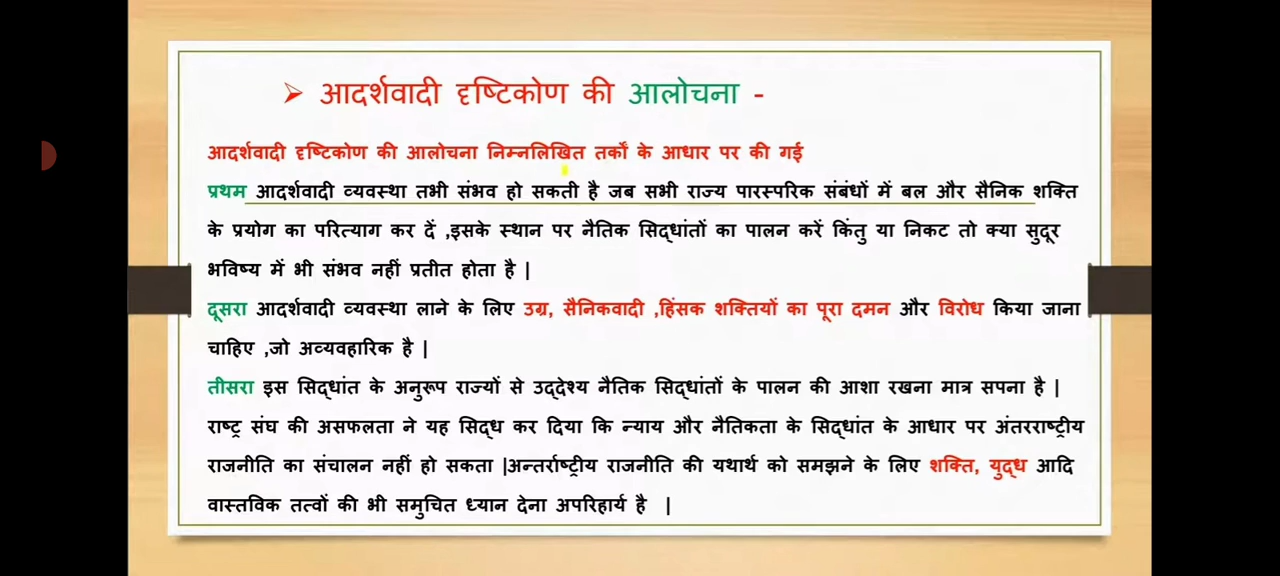 ➢ आदर्शवादी दृष्टिकोण की आलोचना -
आदर्शवादी दृष्टिकोण की आलोचना निम्नलिखित तर्कों के आधार पर की गई
प्रथम आदर्शवादी व्यवस्था तभी संभव हो सकती है जब सभी राज्य पारस्परिक संबंधों में बल और सैनिक शक्ति
के प्रयोग का परित्याग कर दें ,इसके स्थान पर नैतिक सिद्धांतों का पालन करें किंतु या निकट तो क्या सुदूर
भविष्य में भी संभव नहीं प्रतीत होता है |
दूसरा आदर्शवादी व्यवस्था लाने के लिए उग्र, सैनिकवादी ,हिंसक शक्तियों का पूरा दमन और विरोध किया जाना
चाहिए ,जो अव्यवहारिक है |
तीसरा इस सिद्धांत के अनुरूप राज्यों से उद्देश्य नैतिक सिद्धांतों के पालन की आशा रखना मात्र सपना है |
राष्ट्र संघ की असफलता ने यह सिद्ध कर दिया कि न्याय और नैतिकता के सिद्धांत के आधार पर अंतरराष्ट्रीय
राजनीति का संचालन नहीं हो सकता |अन्तर्राष्ट्रीय राजनीति की यथार्थ को समझने के लिए शक्ति, युद्ध आदि
वास्तविक तत्वों की भी समुचित ध्यान देना अपरिहार्य है |